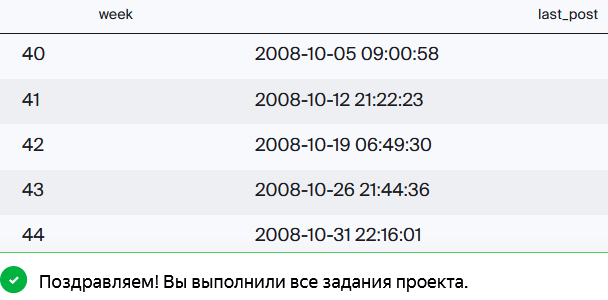 week last_post
40 2008-10-05 09:00:58
41 2008-10-12 21:22:23
42 2008-10-19 06:49:30
43 2008-10-26 21:44:36
44 2008-10-31 22:16:01
Поздравляем! Вы выполнили все задания проекта.